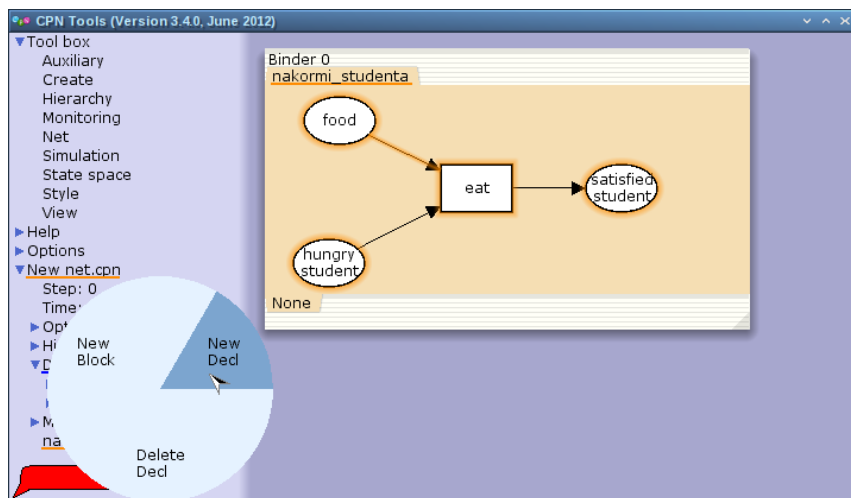 CPN Tools (Version 3.4.0, June 2012)
Tool box
Auxiliary
Create
Hierarchy
Monitoring
Net
Simulation
State space
Style
View
Help
Options
New net.cpn
Step: 0
Time:
New
Block
New
Decl
Delete
Decl
Binder 0
nakormi_studenta
food
eat
satisfied
student
hungry
student
None